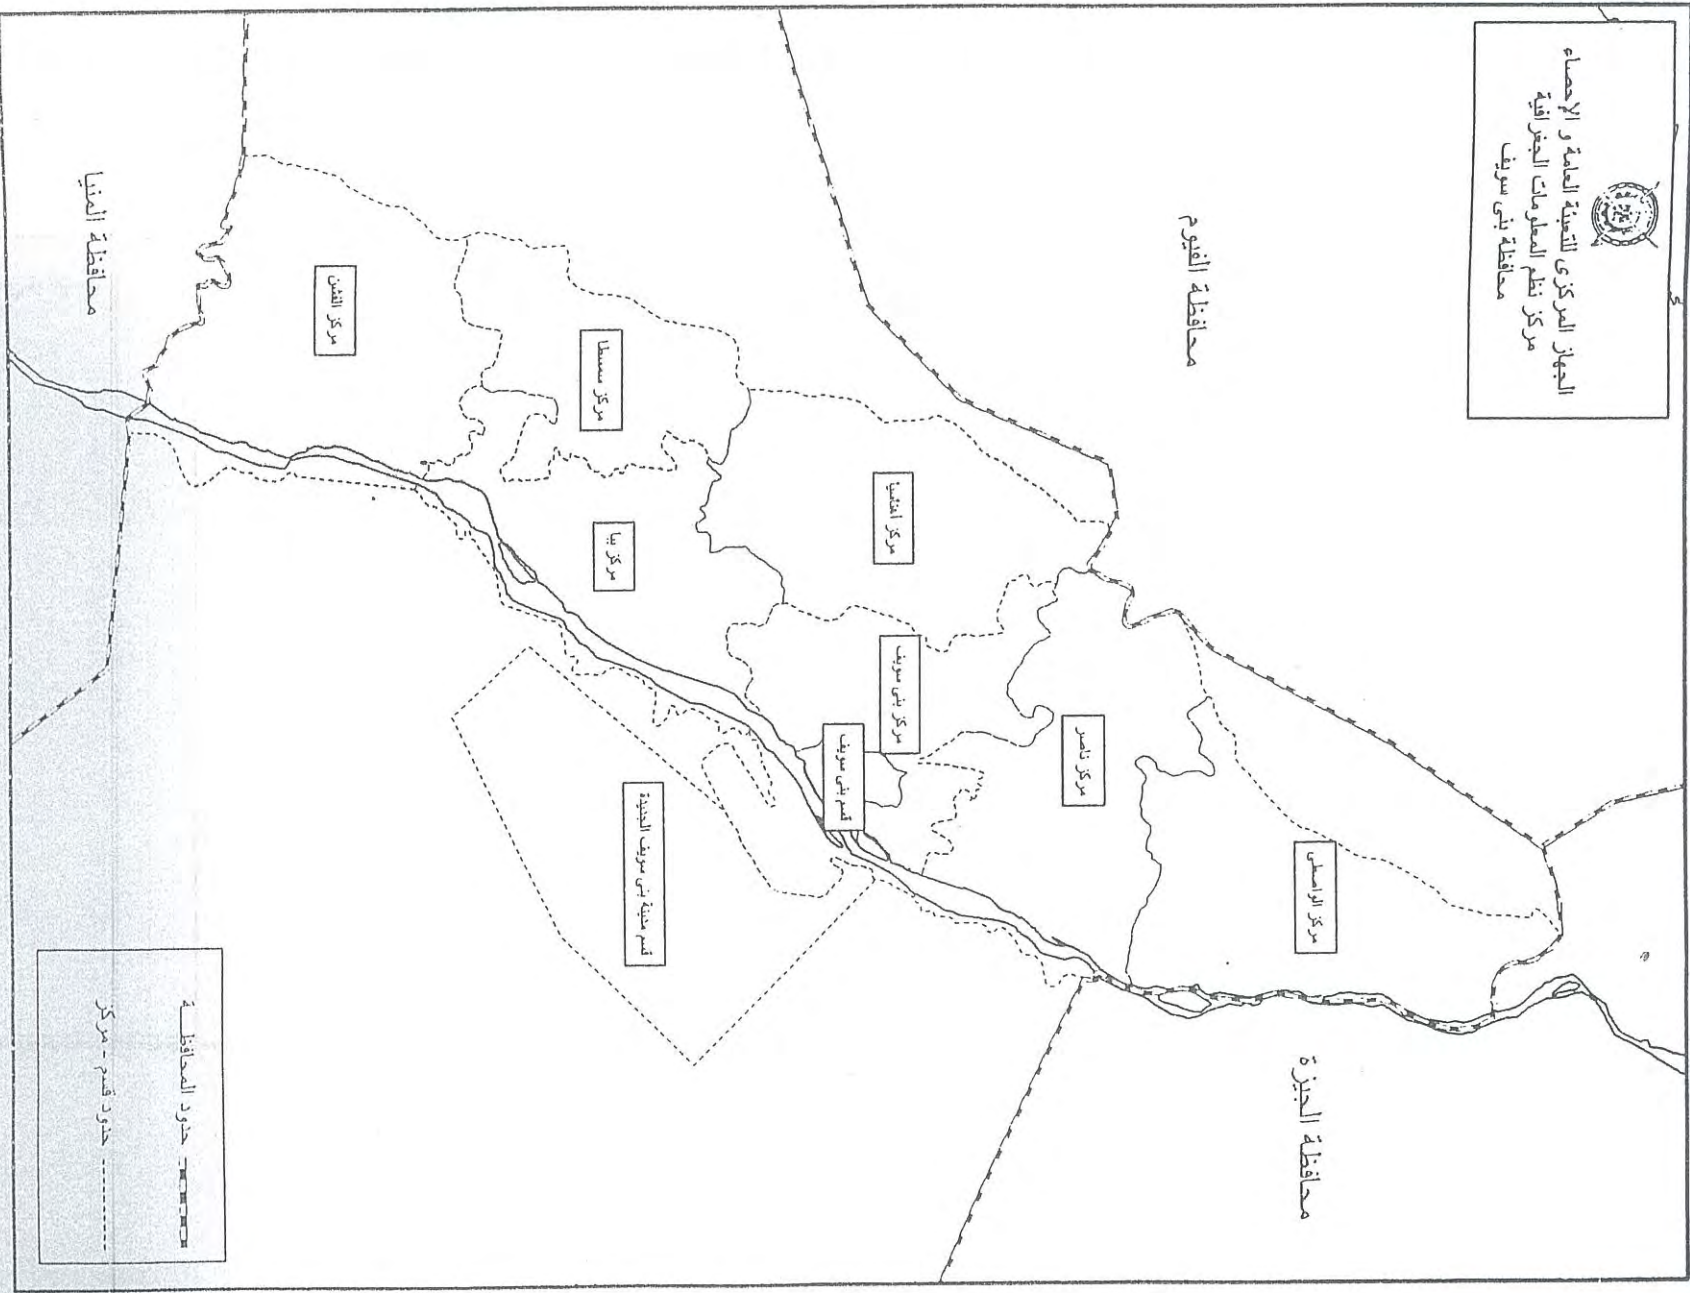 الجهاز المركزى للتعبئة العامة و الإحصاء
مركز نظم المعلومات الجغرافية
محافظة بنى سويف
محافظة الجيزة
محافظة الفيوم
محافظة المنيا
مركز الواسطى
مركز ناصر
قسم بنى سويف
مركز بنى سويف
مركز اهناسيا
قسم مدينة بنى سويف الجديدة
مركز ببا
مركز سمسطا
مركز الفشن
حدود المحافظة
حدود قسم - مركز